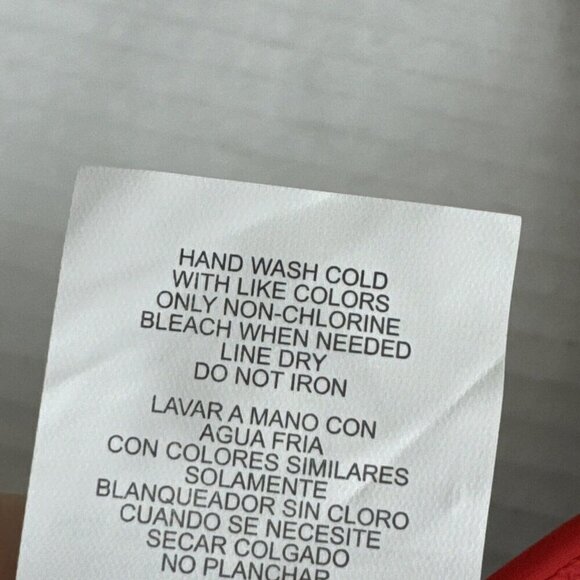 HAND WASH COLD
WITH LIKE COLORS
ONLY NON-CHLORINE
BLEACH WHEN NEEDED
LINE DRY
DO NOT IRON
LAVAR A MANO CON
AGUA FRIA
CON COLORES SIMILARES
SOLAMENTE
BLANQUEADOR SIN CLORO
CUANDO SE NECESITE
SECAR COLGADO
NO PLANCHAR